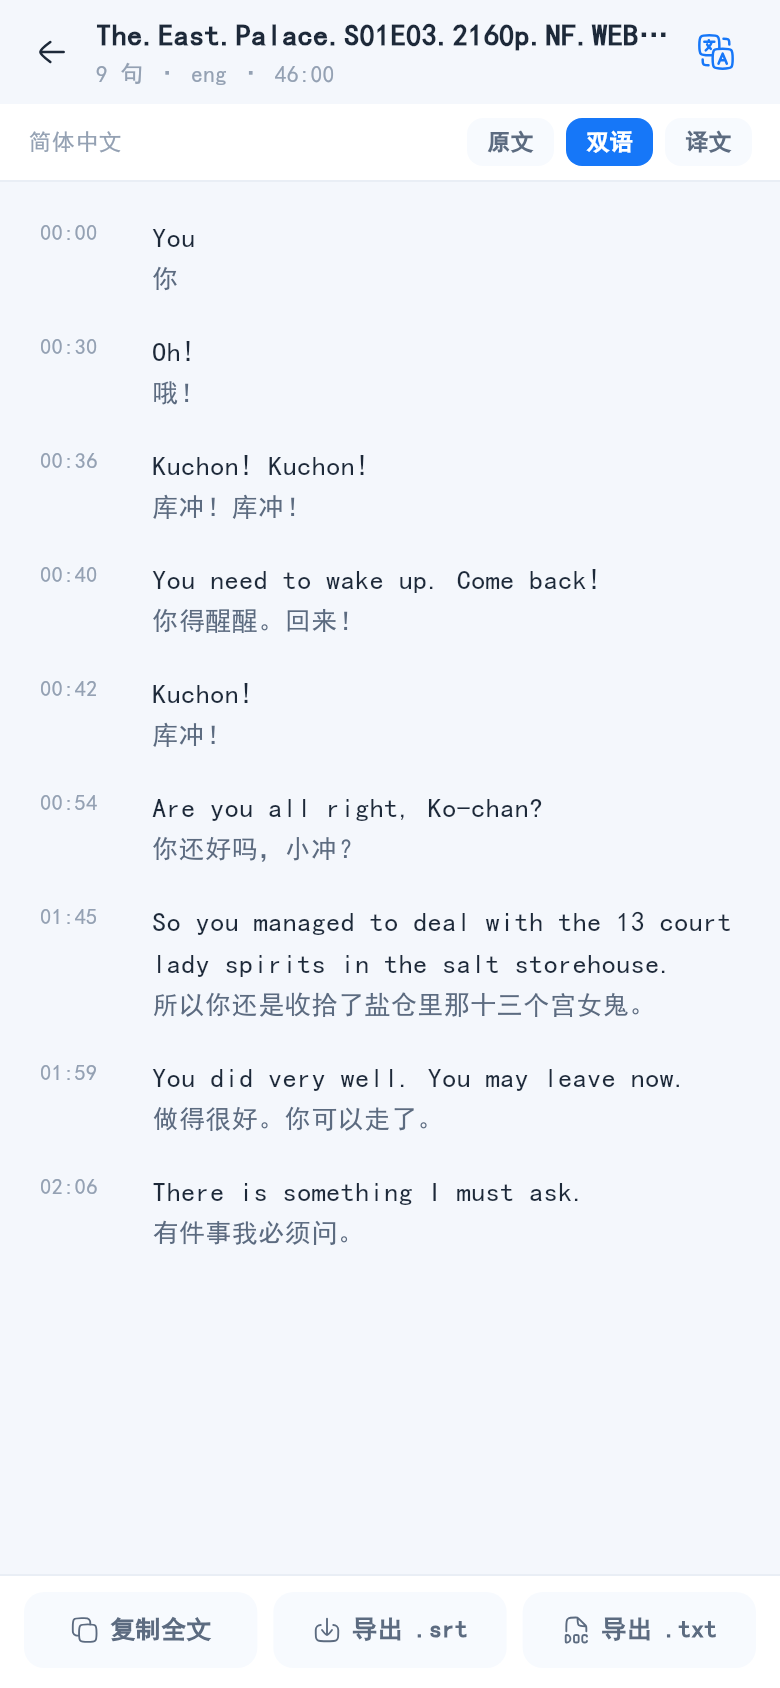 The.East.Palace.S01E03.2160p.NF.WEB···
9 句 · eng · 46:00
简体中文
原文
双语
译文
00:00
You
你
00:30
Oh!
哦！
00:36
Kuchon! Kuchon!
库冲！库冲！
00:40
You need to wake up. Come back!
你得醒醒。回来！
00:42
Kuchon!
库冲！
00:54
Are you all right, Ko-chan?
你还好吗，小冲？
01:45
So you managed to deal with the 13 court
lady spirits in the salt storehouse.
所以你还是收拾了盐仓里那十三个宫女鬼。
01:59
You did very well. You may leave now.
做得很好。你可以走了。
02:06
There is something I must ask.
有件事我必须问。
复制全文
导出 .srt
DOC
导出 .txt